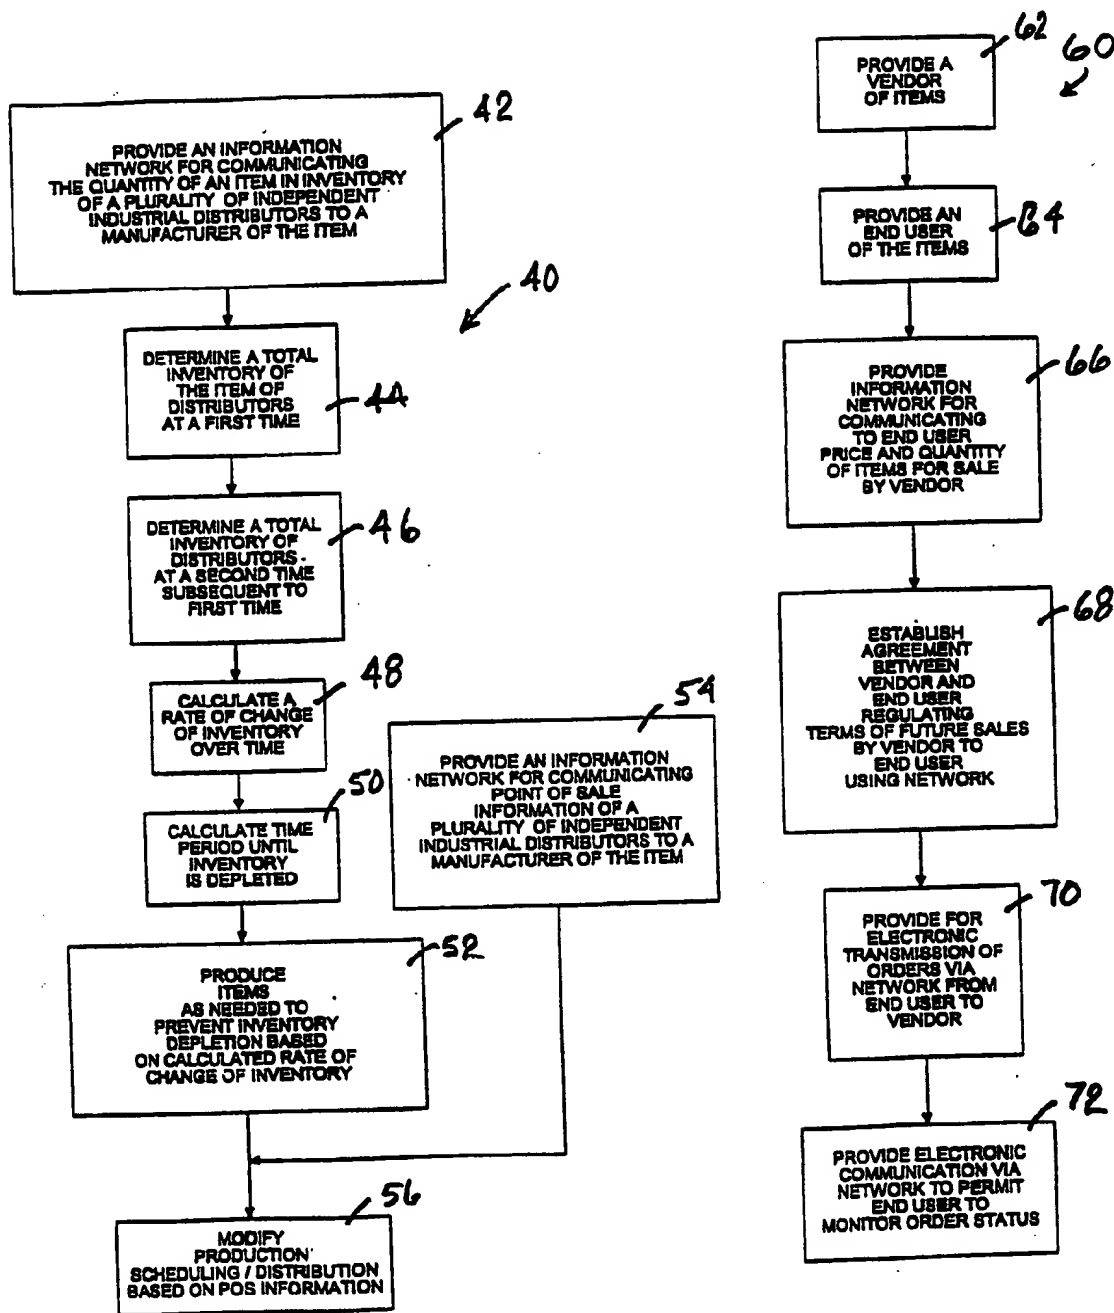 42
PROVIDE AN INFORMATION
NETWORK FOR COMMUNICATING
THE QUANTITY OF AN ITEM IN INVENTORY
OF A PLURALITY OF INDEPENDENT
INDUSTRIAL DISTRIBUTORS TO A
MANUFACTURER OF THE ITEM
40
DETERMINE A TOTAL
INVENTORY OF
THE ITEM OF
DISTRIBUTORS
AT A FIRST TIME
44
DETERMINE A TOTAL
INVENTORY OF
DISTRIBUTORS
AT A SECOND TIME
SUBSEQUENT TO
FIRST TIME
46
CALCULATE A
RATE OF CHANGE
OF INVENTORY
OVER TIME
48
CALCULATE TIME
PERIOD UNTIL
INVENTORY
IS DEPLETED
50
PRODUCE
ITEMS
AS NEEDED TO
PREVENT INVENTORY
DEPLETION BASED
ON CALCULATED RATE OF
CHANGE OF INVENTORY
52
54
PROVIDE AN INFORMATION
NETWORK FOR COMMUNICATING
POINT OF SALE
INFORMATION OF A
PLURALITY OF INDEPENDENT
INDUSTRIAL DISTRIBUTORS TO A
MANUFACTURER OF THE ITEM
56
MODIFY
PRODUCTION
SCHEDULING / DISTRIBUTION
BASED ON POS INFORMATION
60
62
PROVIDE A
VENDOR
OF ITEMS
64
PROVIDE AN
END USER
OF THE ITEMS
66
PROVIDE
INFORMATION
NETWORK FOR
COMMUNICATING
TO END USER
PRICE AND QUANTITY
OF ITEMS FOR SALE
BY VENDOR
68
ESTABLISH
AGREEMENT
BETWEEN
VENDOR AND
END USER
REGULATING
TERMS OF FUTURE SALES
BY VENDOR TO
END USER
USING NETWORK
70
PROVIDE FOR
ELECTRONIC
TRANSMISSION OF
ORDERS VIA
NETWORK FROM
END USER TO
VENDOR
72
PROVIDE ELECTRONIC
COMMUNICATION VIA
NETWORK TO PERMIT
END USER TO
MONITOR ORDER STATUS